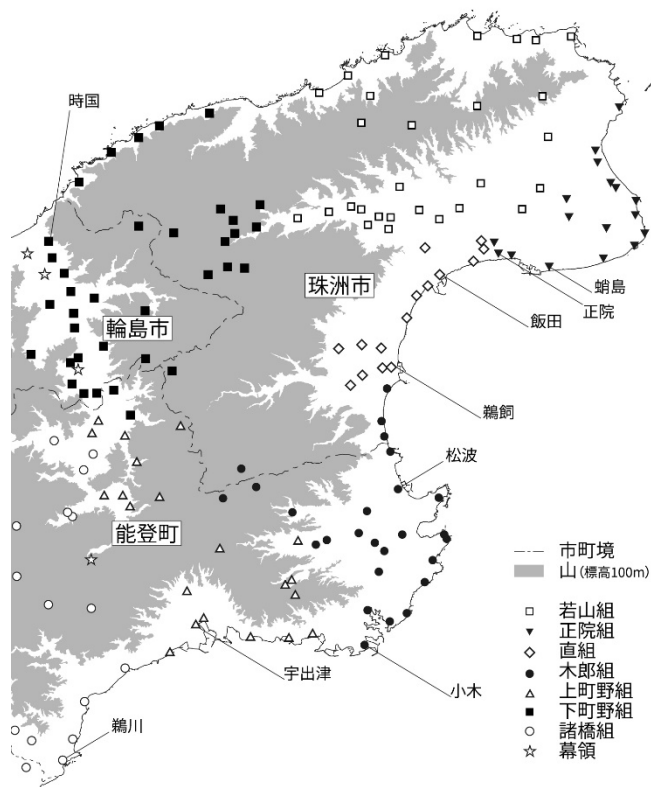 時国
珠洲市
蛸島
正院
飯田
輪島市
鵜飼
松波
能登町
宇出津
小木
鵜川
市町境
山(標高100m)
若山組
正院組
直組
木郎組
上町野組
下町野組
諸橋組
幕領